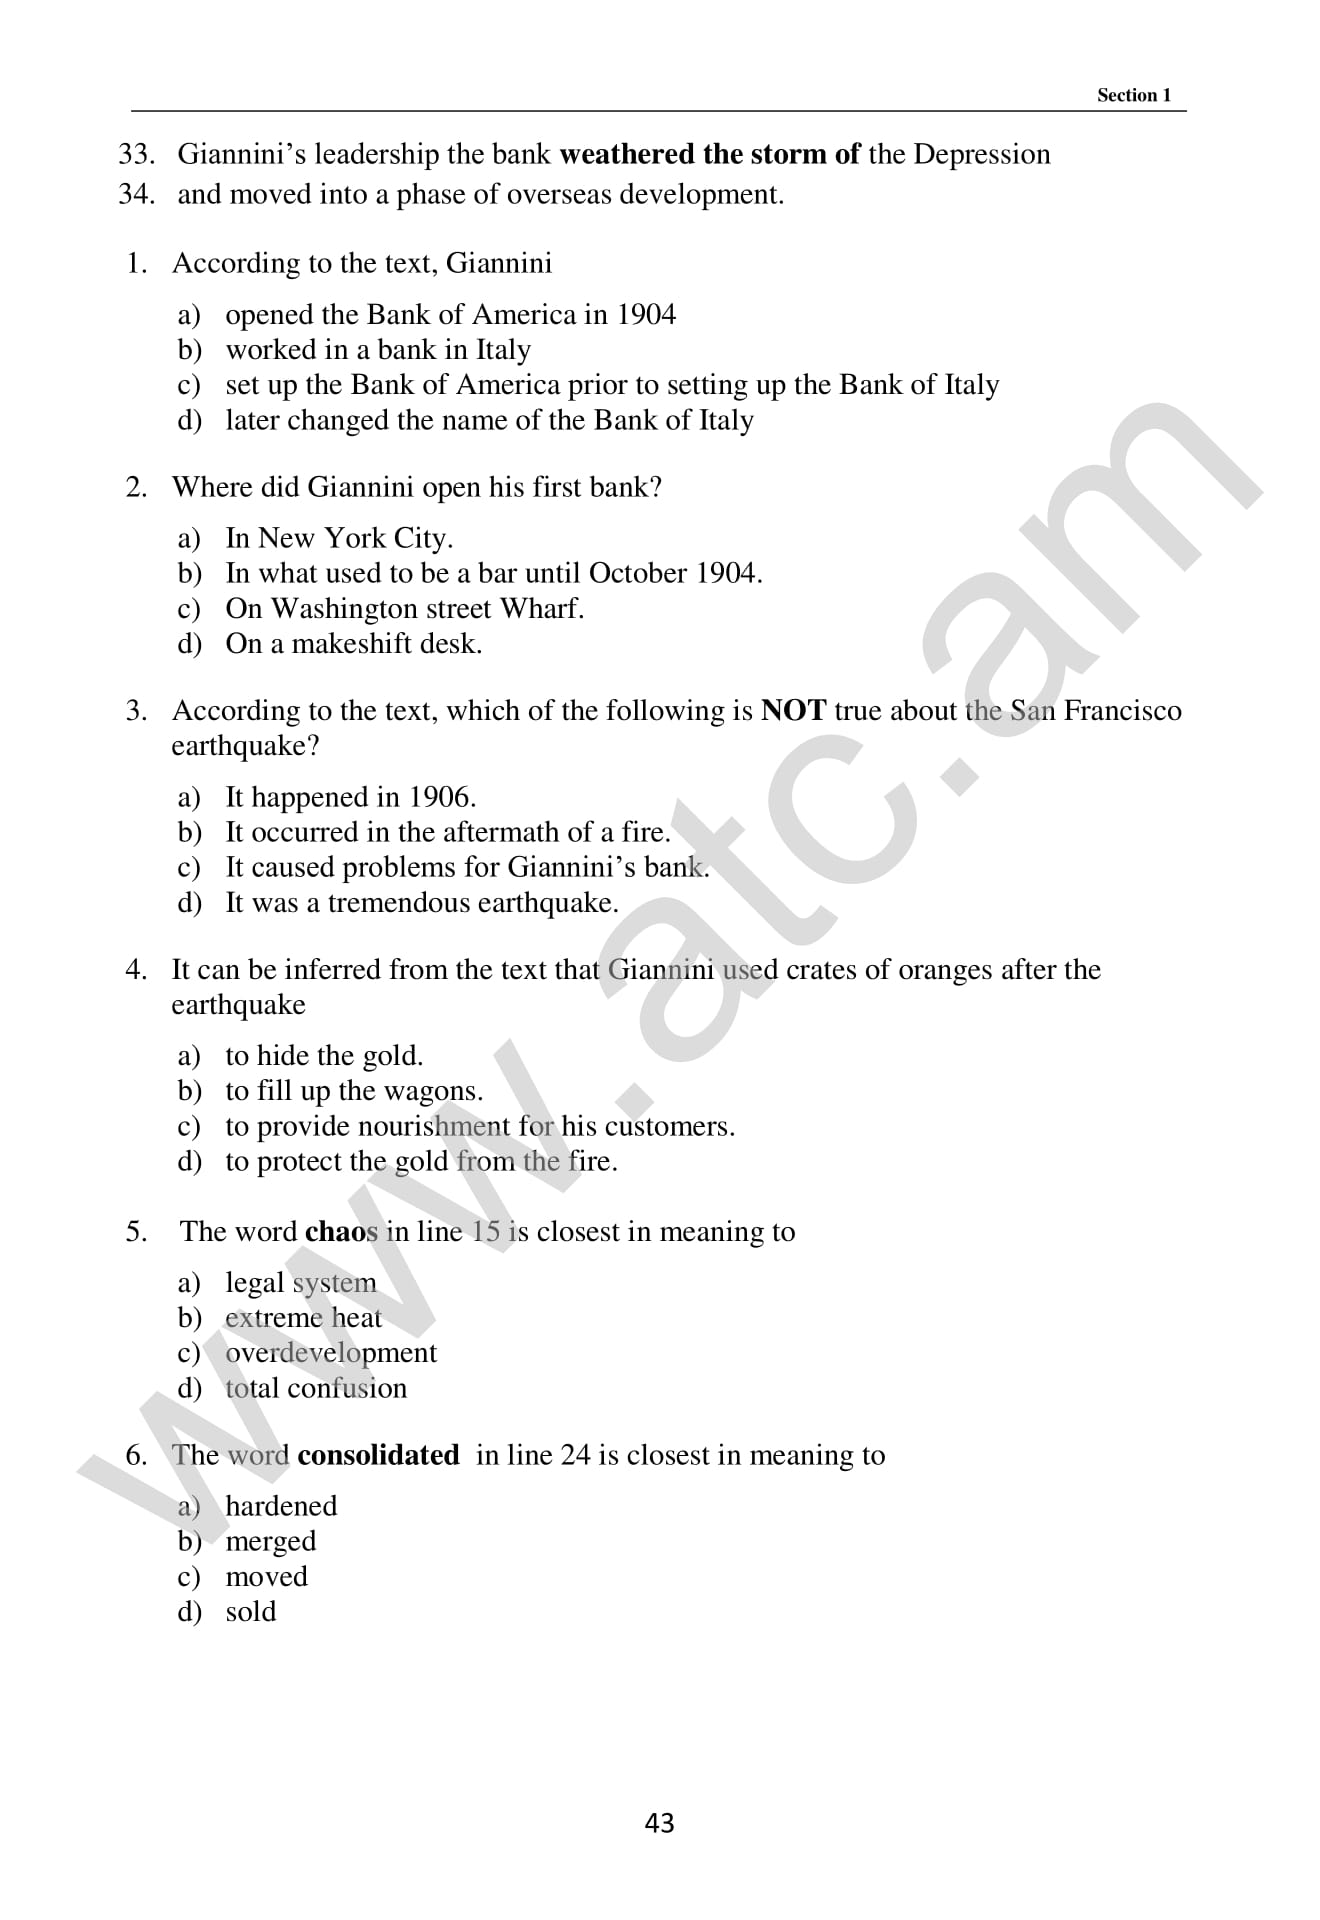 Section 1
33. Giannini’s leadership the bank weathered the storm of the Depression
34. and moved into a phase of overseas development.
1. According to the text, Giannini
a) opened the Bank of America in 1904
b) worked in a bank in Italy
c) set up the Bank of America prior to setting up the Bank of Italy
d) later changed the name of the Bank of Italy
2. Where did Giannini open his first bank?
a) In New York City.
b) In what used to be a bar until October 1904.
c) On Washington street Wharf.
d) On a makeshift desk.
3. According to the text, which of the following is NOT true about the San Francisco
earthquake?
a) It happened in 1906.
b) It occurred in the aftermath of a fire.
c) It caused problems for Giannini’s bank.
d) It was a tremendous earthquake.
4. It can be inferred from the text that Giannini used crates of oranges after the
earthquake
a) to hide the gold.
b) to fill up the wagons.
c) to provide nourishment for his customers.
d) to protect the gold from the fire.
5. The word chaos in line 15 is closest in meaning to
a) legal system
b) extreme heat
c) overdevelopment
d) total confusion
6. The word consolidated in line 24 is closest in meaning to
a) hardened
b) merged
c) moved
d) sold
43
www.atc.am